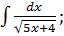 ∫ dx/√(5x+4) ;